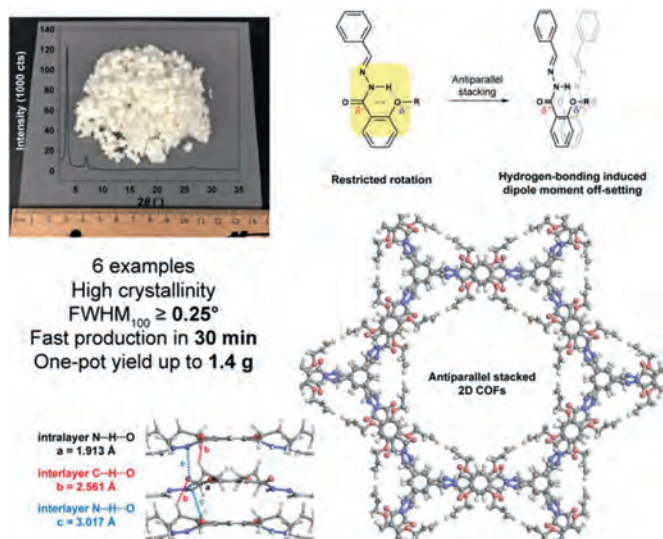 Intensity (1000 cts)
140
120
100
80
60
40
20
0
5 10 15 20 25 30 35
2θ (°)
N
N H
O
δ⁺
O R
δ⁻
Restricted rotation
Antiparallel
stacking
N
N H
O
δ⁺
O R
δ⁻
Hydrogen-bonding induced
dipole moment off-setting
6 examples
High crystallinity
FWHM₁₀₀ ≥ 0.25°
Fast production in 30 min
One-pot yield up to 1.4 g
Antiparallel stacked
2D COFs
intralayer N─H···O
a = 1.913 Å
interlayer C─H···O
b = 2.561 Å
interlayer N─H···O
c = 3.017 Å
c
b
a
b
c